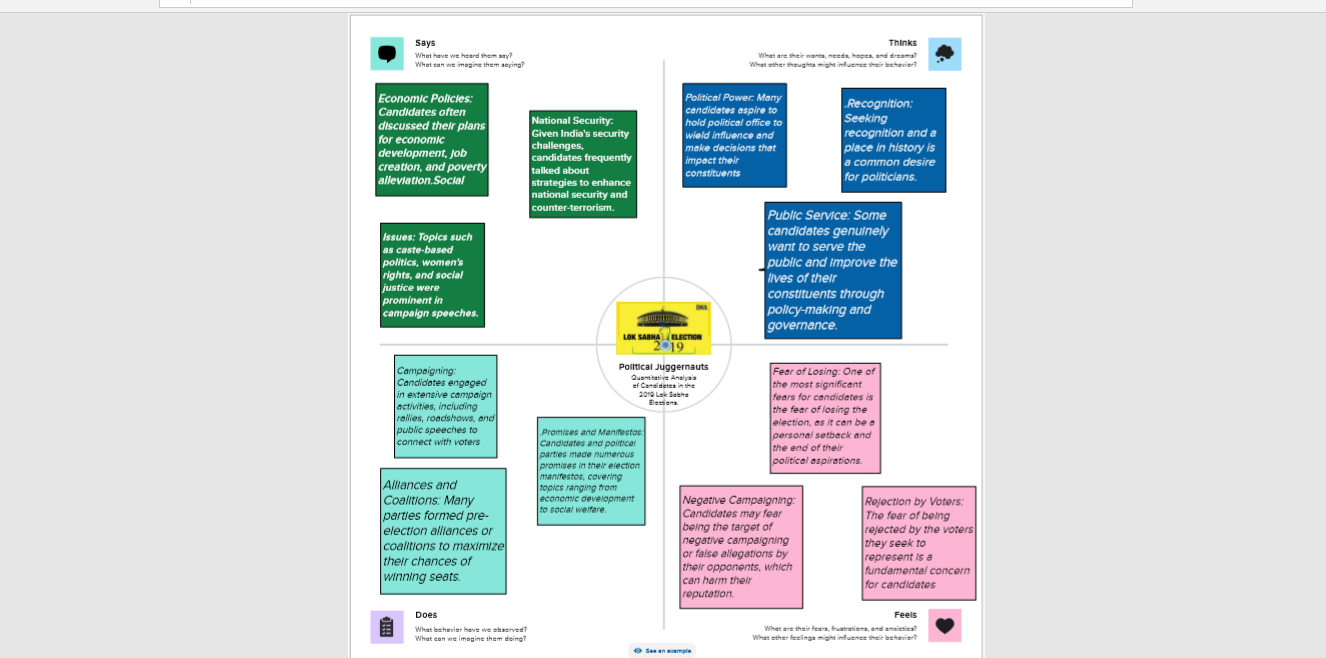 Says
What have we heard them say?
What can we imagine them saying?
Economic Policies:
Candidates often
discussed their plans
for economic
development, job
creation, and poverty
alleviation.Social
National Security:
Given India's security
challenges,
candidates frequently
talked about
strategies to enhance
national security and
counter-terrorism.
Issues: Topics such
as caste-based
politics, women's
rights, and social
justice were
prominent in
campaign speeches.
Thinks
What are their wants, needs, hopes, and dreams?
What other thoughts might influence their behavior?
Political Power: Many
candidates aspire to
hold political office to
wield influence and
make decisions that
impact their
constituents
.Recognition:
Seeking
recognition and a
place in history is
a common desire
for politicians.
Public Service: Some
candidates genuinely
want to serve the
public and improve the
lives of their
constituents through
policy-making and
governance.
DNA
LOK SABHA ELECTION
2019
Political Juggernauts
Quantitative Analysis
of Candidates in the
2019 Lok Sabha
Elections.
Campaigning:
Candidates engaged
in extensive campaign
activities, including
rallies, roadshows, and
public speeches to
connect with voters
.Promises and Manifestos:
Candidates and political
parties made numerous
promises in their election
manifestos, covering
topics ranging from
economic development
to social welfare.
Alliances and
Coalitions: Many
parties formed pre-
election alliances or
coalitions to maximize
their chances of
winning seats.
Does
What behavior have we observed?
What can we imagine them doing?
Fear of Losing: One of
the most significant
fears for candidates is
the fear of losing the
election, as it can be a
personal setback and
the end of their
political aspirations.
Negative Campaigning:
Candidates may fear
being the target of
negative campaigning
or false allegations by
their opponents, which
can harm their
reputation.
Rejection by Voters:
The fear of being
rejected by the voters
they seek to
represent is a
fundamental concern
for candidates
Feels
What are their fears, frustrations, and anxieties?
What other feelings might influence their behavior?
See an example